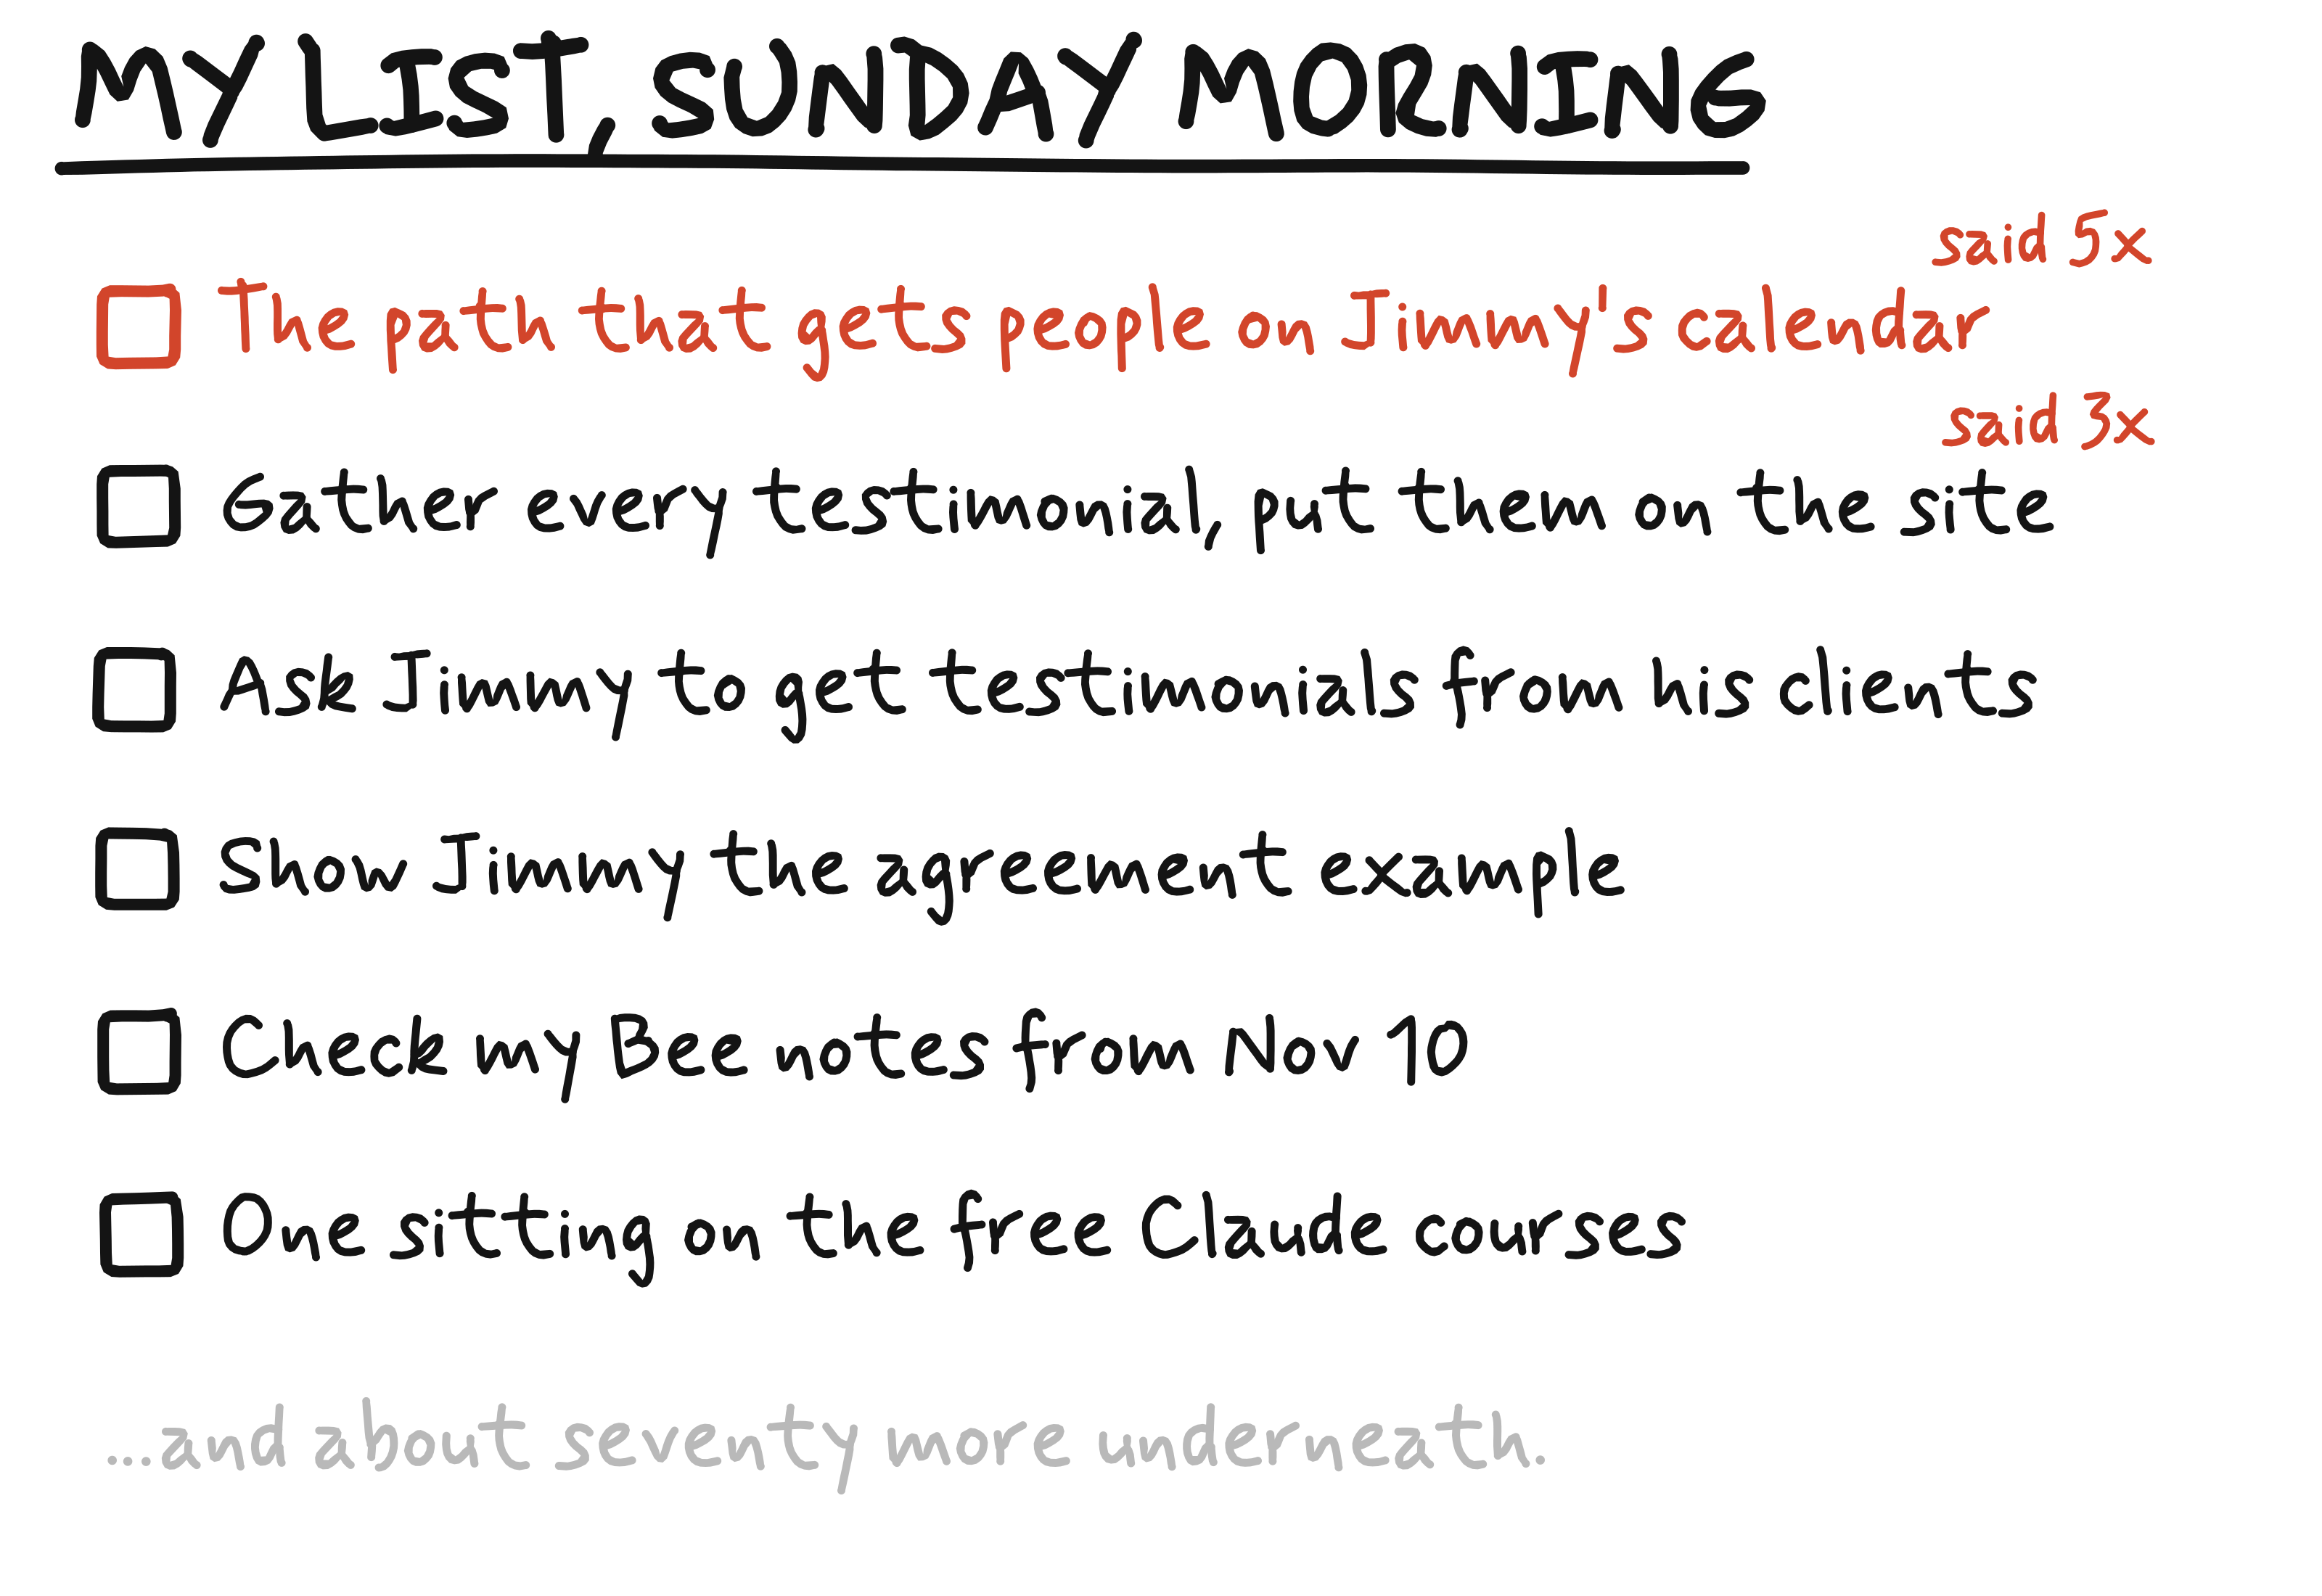 MY LIST, SUNDAY MORNING
said 5x
The path that gets people on Jimmy's calendar
said 3x
Gather every testimonial, put them on the site
Ask Jimmy to get testimonials from his clients
Show Jimmy the agreement example
Check my Bee notes from Nov 10
One sitting on the free Claude courses
...and about seventy more underneath.